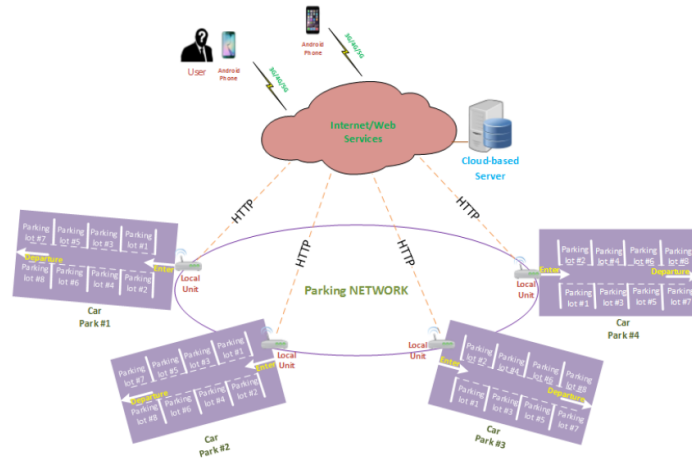 User
Android
Phone
3G/4G/5G
Android
Phone
3G/4G/5G
Internet/Web
Services
Cloud-based
Server
HTTP
HTTP
HTTP
HTTP
Parking NETWORK
Parking lot #7
Parking lot #5
Parking lot #3
Parking lot #1
Departure
Enter
Parking lot #8
Parking lot #6
Parking lot #4
Parking lot #2
Local
Unit
Car
Park #1
Parking lot #7
Parking lot #5
Parking lot #3
Parking lot #1
Departure
Enter
Parking lot #8
Parking lot #6
Parking lot #4
Parking lot #2
Local
Unit
Car
Park #2
Local
Unit
Parking lot #2
Parking lot #4
Parking lot #6
Parking lot #8
Enter
Departure
Parking lot #1
Parking lot #3
Parking lot #5
Parking lot #7
Car
Park #3
Local
Unit
Parking lot #2
Parking lot #4
Parking lot #6
Parking lot #8
Enter
Departure
Parking lot #1
Parking lot #3
Parking lot #5
Parking lot #7
Car
Park #4